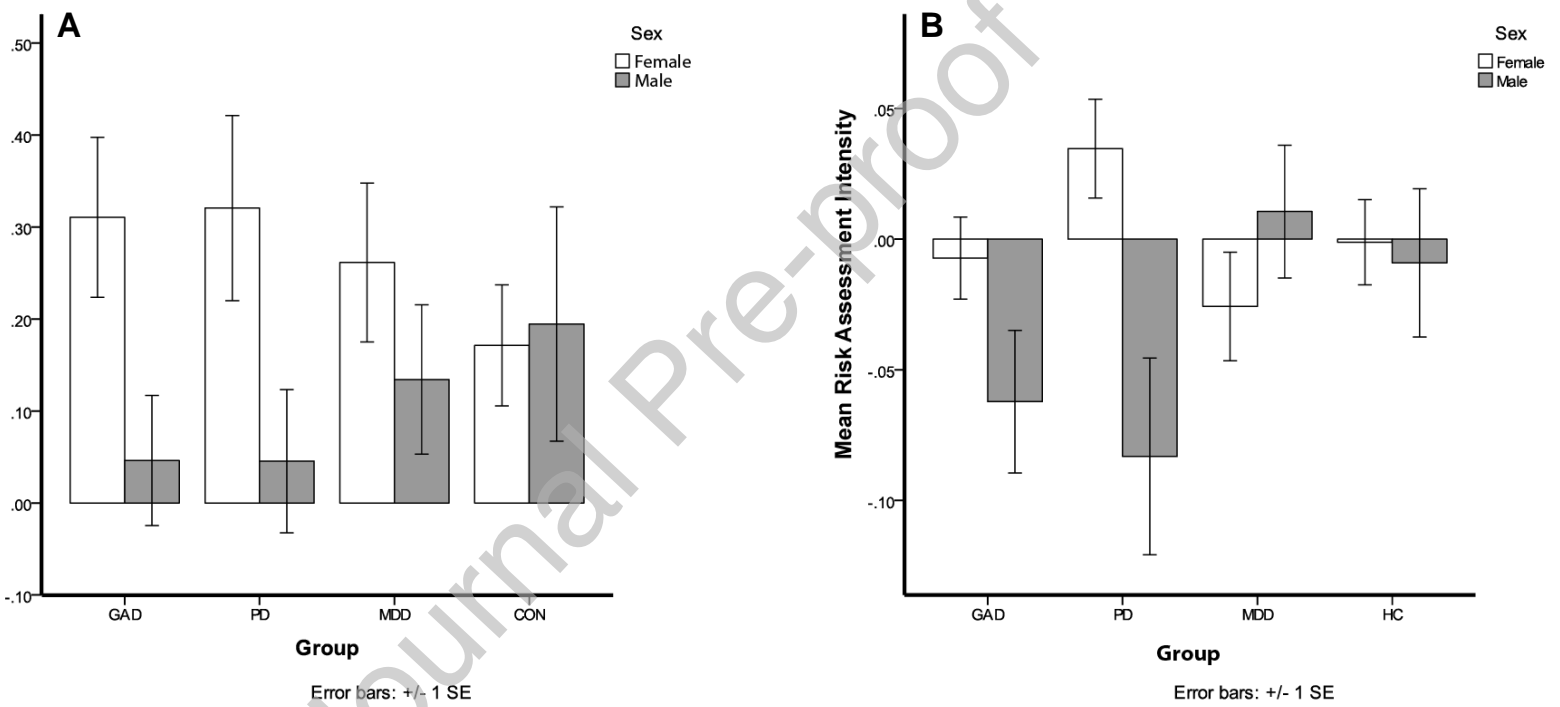 A
Sex
Female
Male
.50
.40
.30
.20
.10
.00
-.10
GAD PD MDD CON
Group
Error bars: +/- 1 SE
B
Sex
Female
Male
Mean Risk Assessment Intensity
.05
.00
-.05
-.10
GAD PD MDD HC
Group
Error bars: +/- 1 SE
Journal Pre-proof